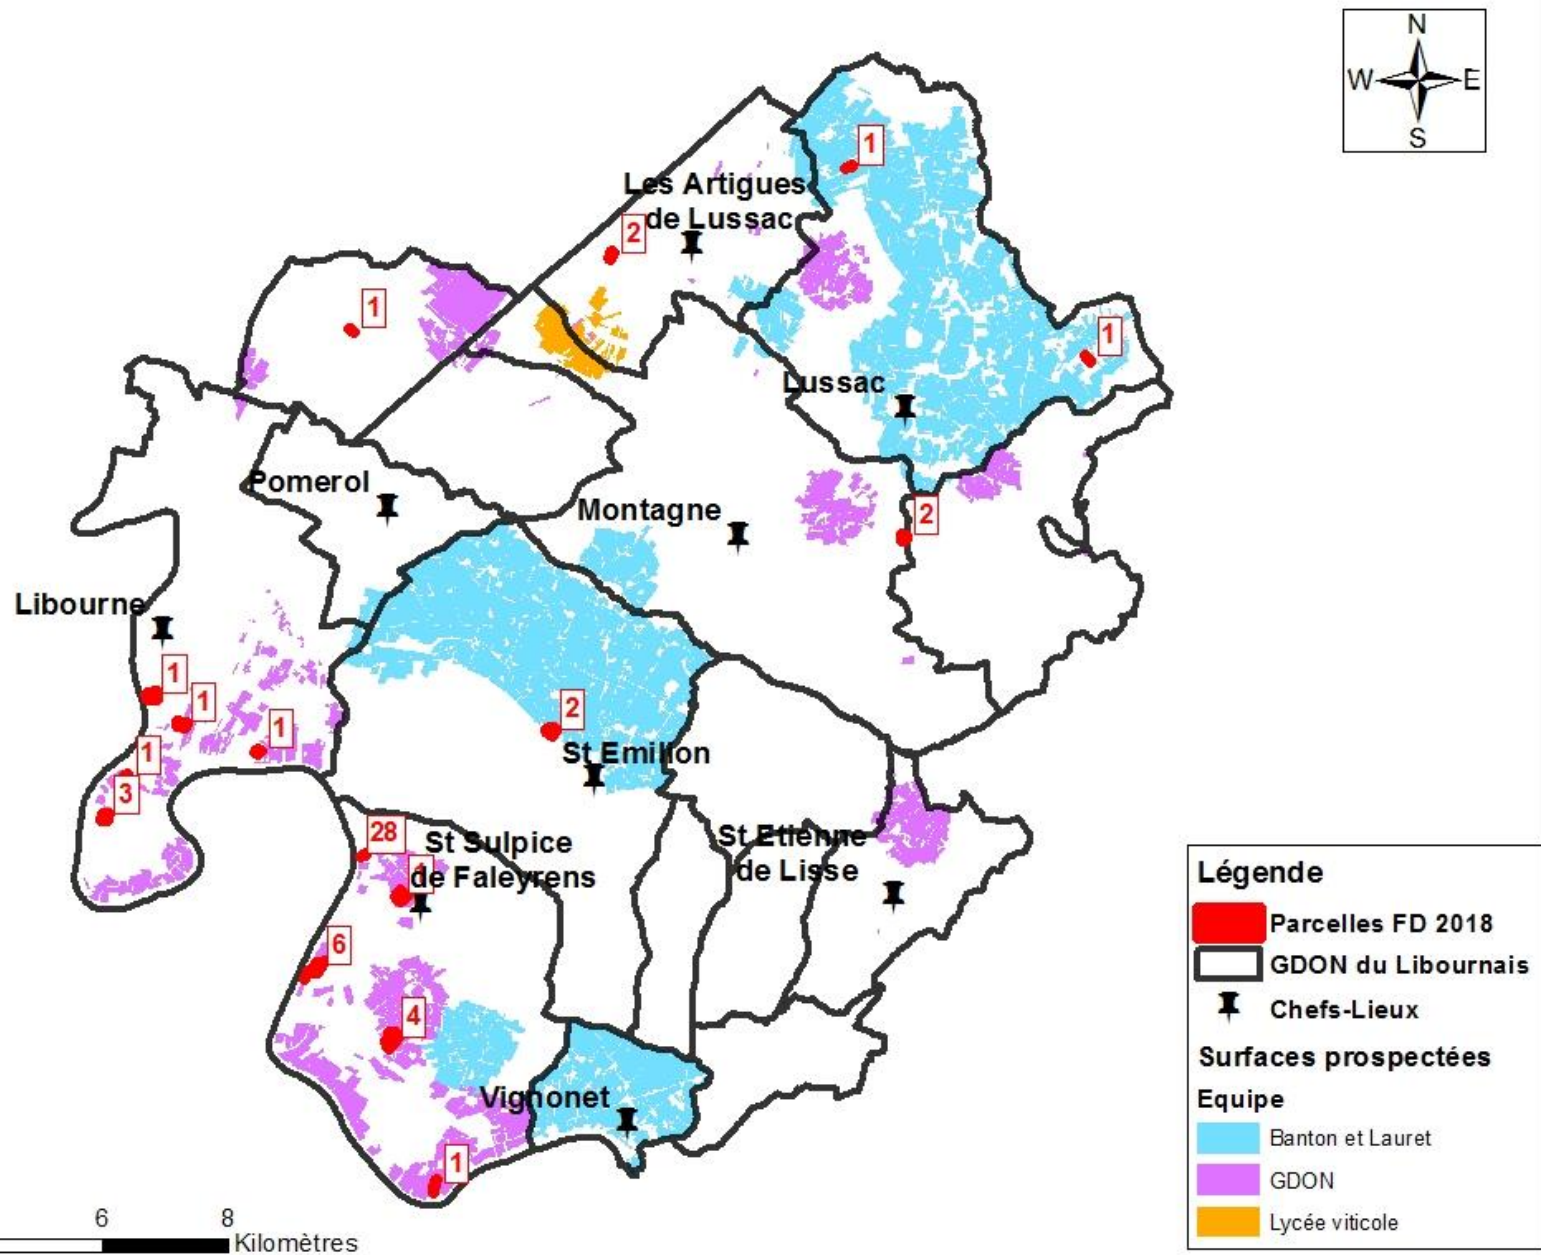 N
W E
S
1
Les Artigues
de Lussac
2
1
1
Lussac
Pomerol
Montagne
2
Libourne
1
1
2
1
St Emilion
1
3
28
St Sulpice
de Faleyrens
St Etienne
de Lisse
6
4
Vignonet
1
6 8
Kilomètres
Légende
Parcelles FD 2018
GDON du Libournais
Chefs-Lieux
Surfaces prospectées
Equipe
Banton et Lauret
GDON
Lycée viticole